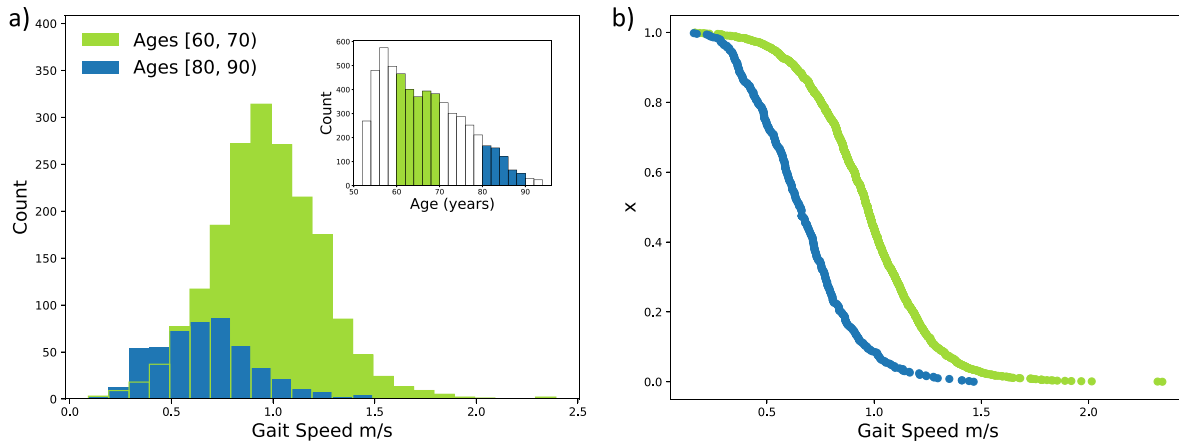 a)
Ages [60, 70)
Ages [80, 90)
400
350
300
250
200
150
100
50
0
Count
0.0 0.5 1.0 1.5 2.0 2.5
Gait Speed m/s
600
500
400
300
200
100
0
Count
50 60 70 80 90
Age (years)
b)
1.0
0.8
0.6
0.4
0.2
0.0
x
0.5 1.0 1.5 2.0
Gait Speed m/s